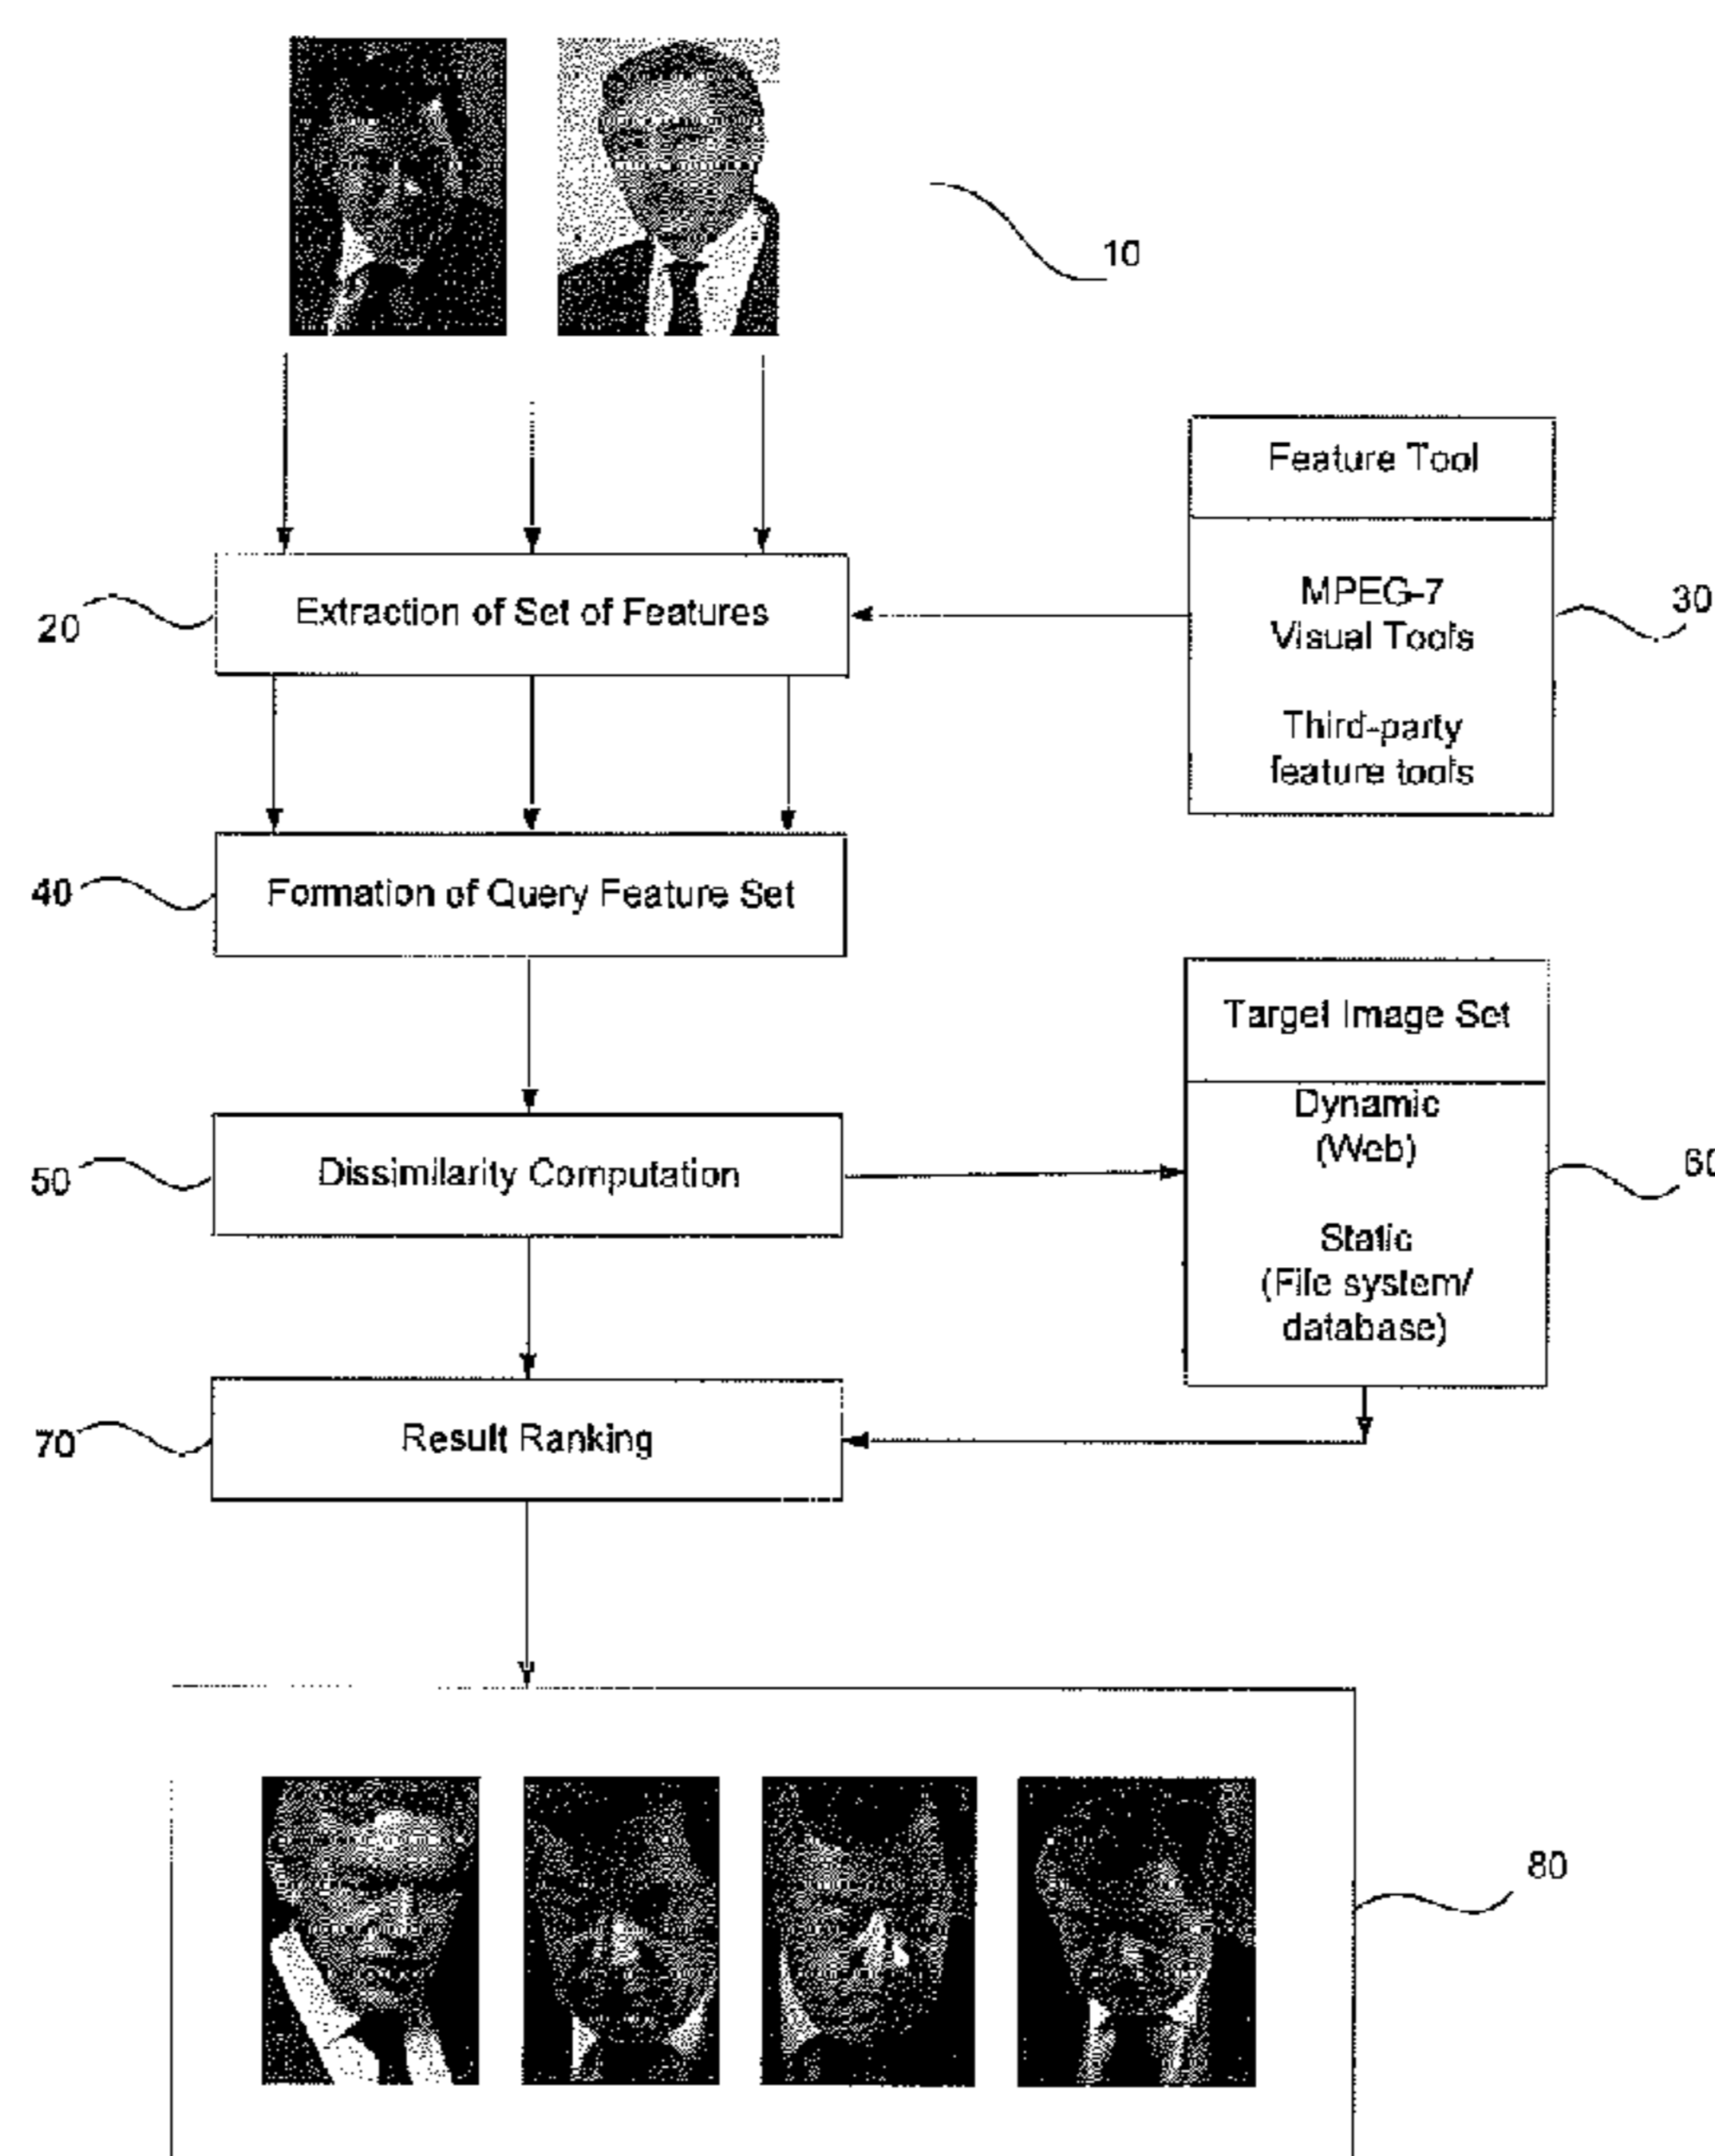 10
Feature Tool
MPEG-7
Visual Tools
Third-party
feature tools
30
20
Extraction of Set of Features
40
Formation of Query Feature Set
Target Image Set
Dynamic
(Web)
Static
(File system/
database)
60
50
Dissimilarity Computation
70
Result Ranking
80